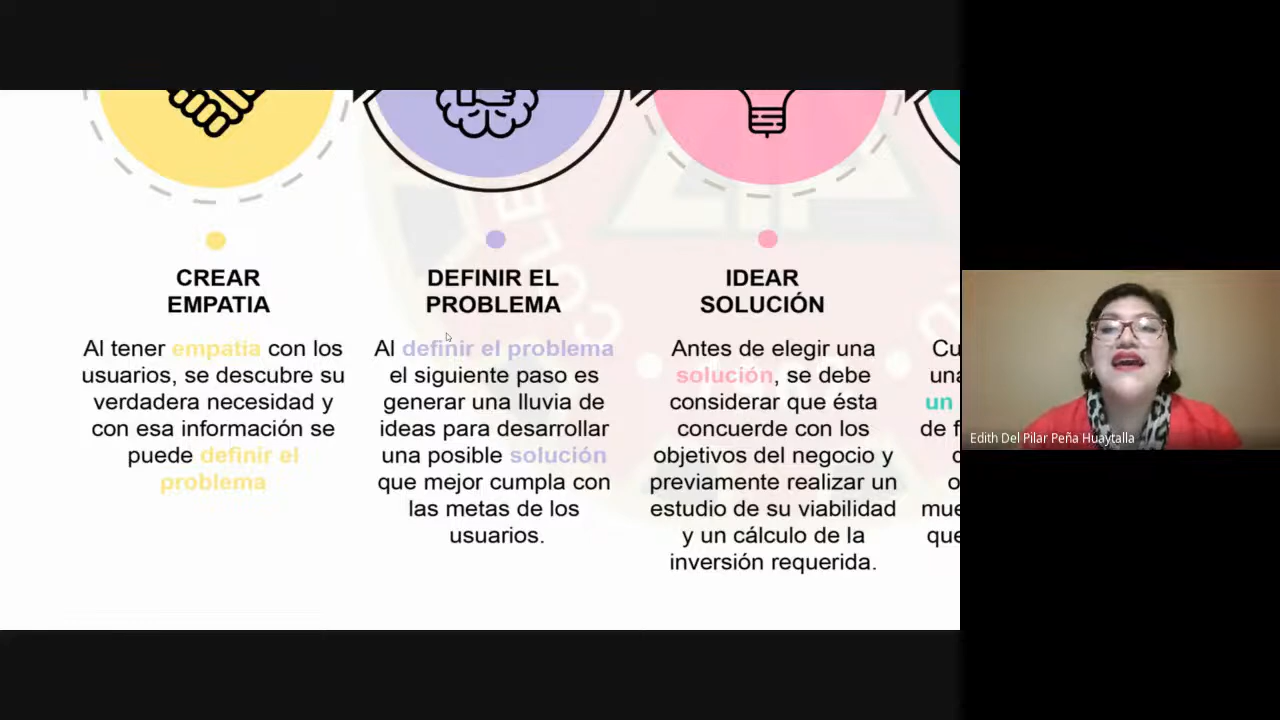 CREAR
EMPATIA
Al tener empatia con los
usuarios, se descubre su
verdadera necesidad y
con esa información se
puede definir el
problema
DEFINIR EL
PROBLEMA
Al definir el problema
el siguiente paso es
generar una lluvia de
ideas para desarrollar
una posible solución
que mejor cumpla con
las metas de los
usuarios.
IDEAR
SOLUCIÓN
Antes de elegir una
solución, se debe
considerar que ésta
concuerde con los
objetivos del negocio y
previamente realizar un
estudio de su viabilidad
y un cálculo de la
inversión requerida.
un
Edith Del Pilar Peña Huaytalla